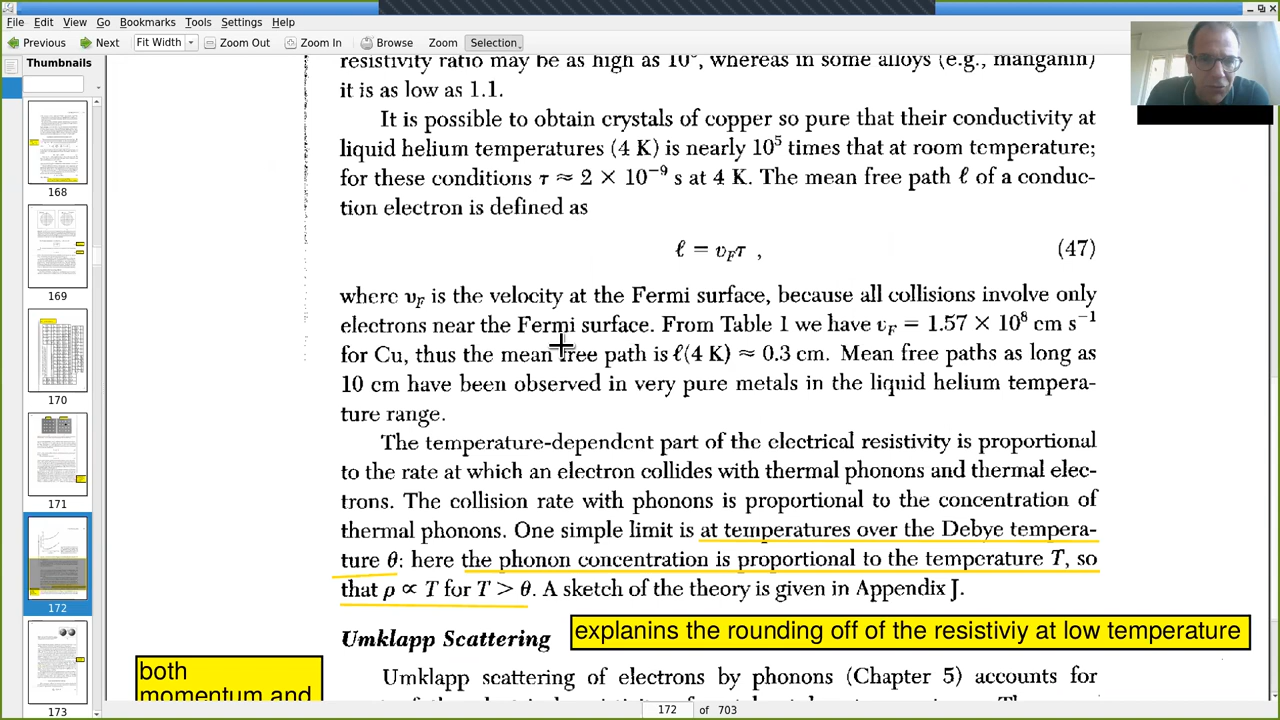 File Edit View Go Bookmarks Tools Settings Help
Previous Next Fit Width Zoom Out Zoom In Browse Zoom Selection
Thumbnails
168
169
170
171
172
173
resistivity ratio may be as high as 10, whereas in some alloys (e.g., manganin)
it is as low as 1.1.
It is possible to obtain crystals of copper so pure that their conductivity at
liquid helium temperatures (4 K) is nearly 10⁵ times that at room temperature;
for these conditions τ ≈ 2 × 10⁻⁹ s at 4 K. The mean free path ℓ of a conduc-
tion electron is defined as
ℓ = v_Fτ , (47)
where v_F is the velocity at the Fermi surface, because all collisions involve only
electrons near the Fermi surface. From Table 1 we have v_F = 1.57 × 10⁸ cm s⁻¹
for Cu, thus the mean free path is ℓ(4 K) ≈ 0.3 cm. Mean free paths as long as
10 cm have been observed in very pure metals in the liquid helium tempera-
ture range.
The temperature-dependent part of the electrical resistivity is proportional
to the rate at which an electron collides with thermal phonons and thermal elec-
trons. The collision rate with phonons is proportional to the concentration of
thermal phonons. One simple limit is at temperatures over the Debye tempera-
ture θ: here the phonon concentration is proportional to the temperature T, so
that ρ ∝ T for T > θ. A sketch of the theory is given in Appendix J.
Umklapp Scattering
explanins the rounding off of the resistiviy at low temperature
both
momentum and
Umklapp scattering of electrons by phonons (Chapter 5) accounts for
172 of 703